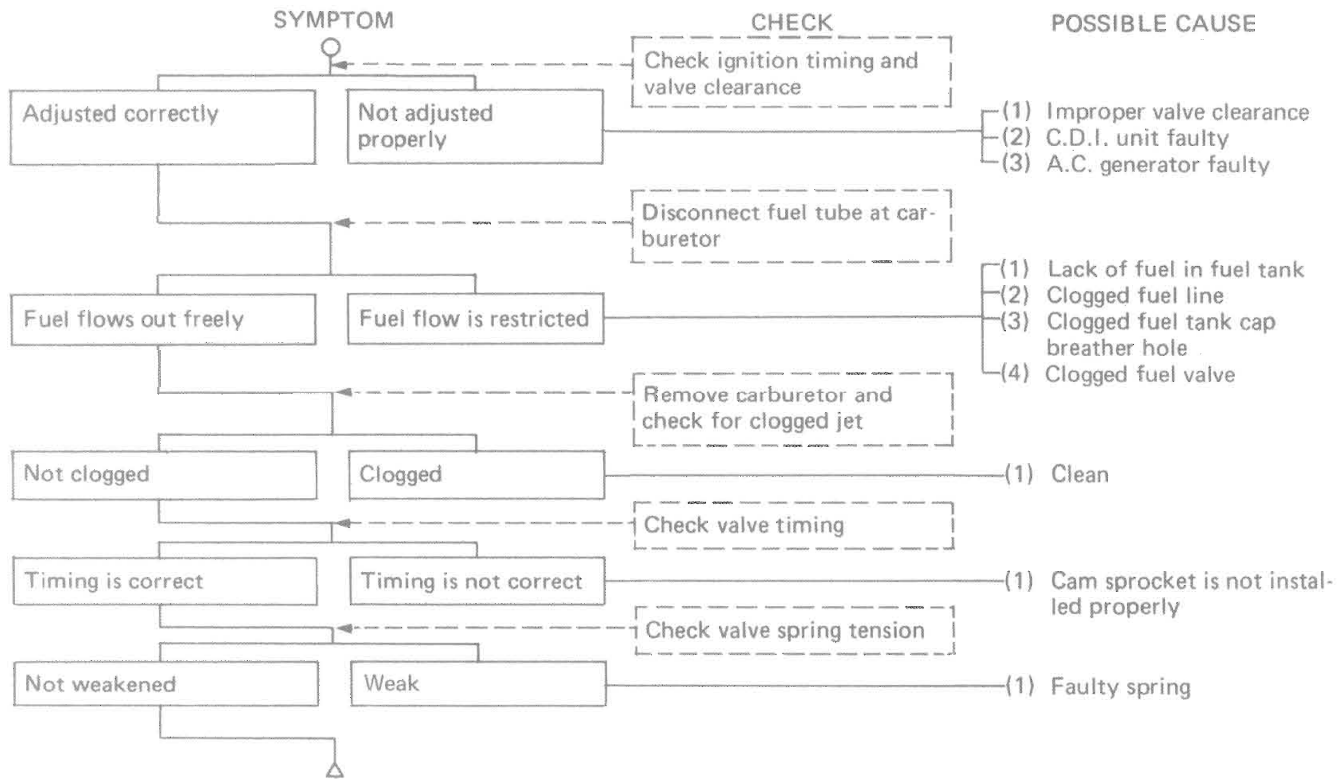 SYMPTOM
CHECK
POSSIBLE CAUSE
Check ignition timing and
valve clearance
Adjusted correctly
Not adjusted
properly
(1) Improper valve clearance
(2) C.D.I. unit faulty
(3) A.C. generator faulty
Disconnect fuel tube at car-
buretor
Fuel flows out freely
Fuel flow is restricted
(1) Lack of fuel in fuel tank
(2) Clogged fuel line
(3) Clogged fuel tank cap
breather hole
(4) Clogged fuel valve
Remove carburetor and
check for clogged jet
Not clogged
Clogged
(1) Clean
Check valve timing
Timing is correct
Timing is not correct
(1) Cam sprocket is not instal-
led properly
Check valve spring tension
Not weakened
Weak
(1) Faulty spring